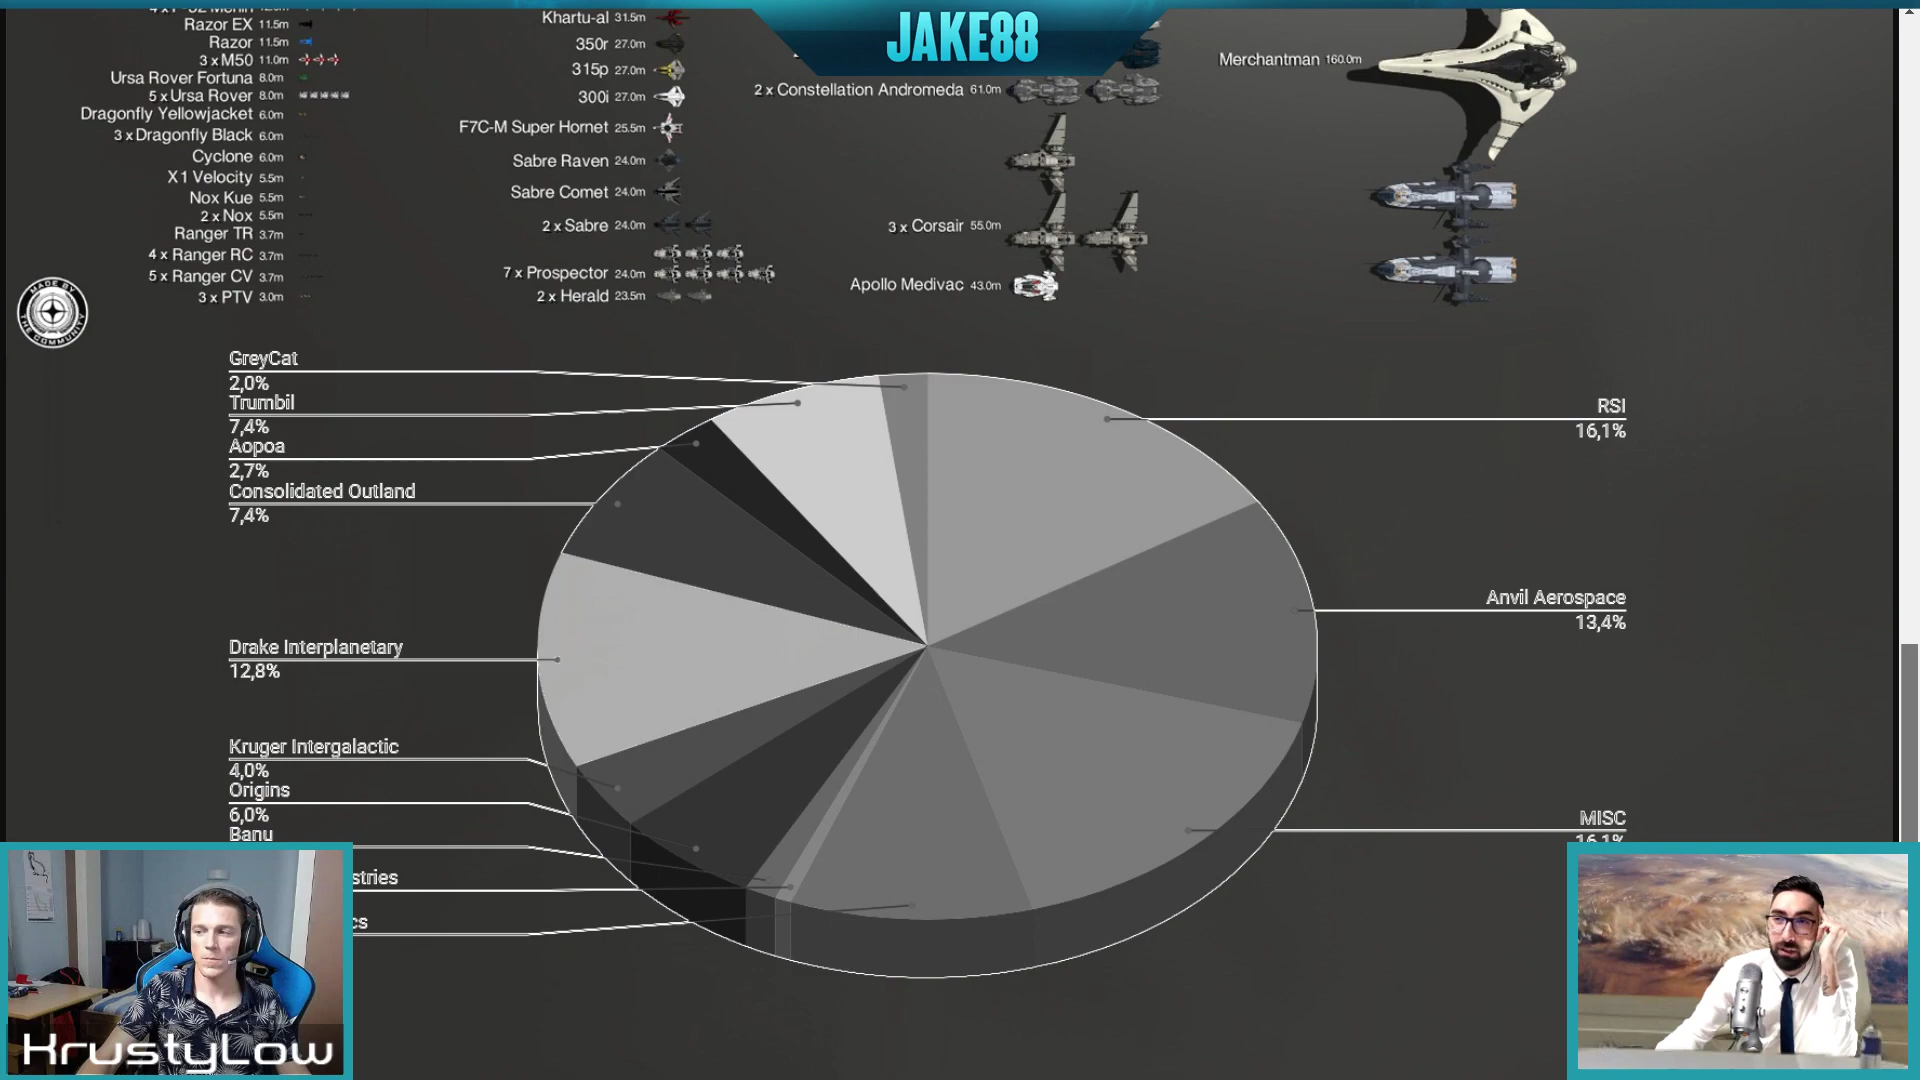 JAKE88
Razor EX 11.5m
Razor 11.5m
3 x M50 11.0m
Ursa Rover Fortuna 8.0m
5 x Ursa Rover 8.0m
Dragonfly Yellowjacket 6.0m
3 x Dragonfly Black 6.0m
Cyclone 6.0m
X1 Velocity 5.5m
Nox Kue 5.5m
2 x Nox 5.5m
Ranger TR 3.7m
4 x Ranger RC 3.7m
5 x Ranger CV 3.7m
3 x PTV 3.0m
Khartu-al 31.5m
350r 27.0m
315p 27.0m
300i 27.0m
F7C-M Super Hornet 25.5m
Sabre Raven 24.0m
Sabre Comet 24.0m
2 x Sabre 24.0m
7 x Prospector 24.0m
2 x Herald 23.5m
2 x Constellation Andromeda 61.0m
3 x Corsair 55.0m
Apollo Medivac 43.0m
Merchantman 160.0m
MADE BY
THE COMMUNITY
GreyCat
2,0%
Trumbil
7,4%
Aopoa
2,7%
Consolidated Outland
7,4%
Drake Interplanetary
12,8%
Kruger Intergalactic
4,0%
Origins
6,0%
Banu
stries
cs
RSI
16,1%
Anvil Aerospace
13,4%
MISC
16,1%
KrustyLow